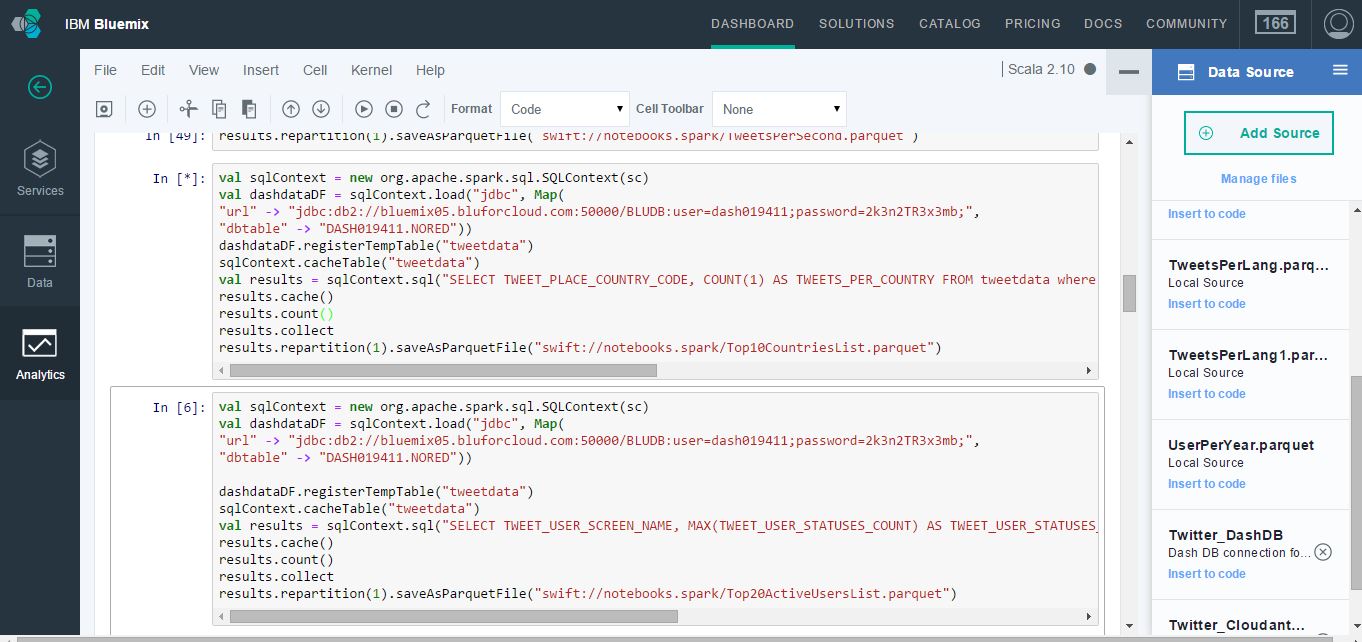 IBM Bluemix
DASHBOARD SOLUTIONS CATALOG PRICING DOCS COMMUNITY 166
File Edit View Insert Cell Kernel Help
Scala 2.10
Format Code Cell Toolbar None
Services
Data
Analytics
In [49]: results.repartition(1).saveAsParquetFile("swift://notebooks.spark/TweetsPerSecond.parquet")
In [*]: val sqlContext = new org.apache.spark.sql.SQLContext(sc)
val dashdataDF = sqlContext.load("jdbc", Map(
"url" -> "jdbc:db2://bluemix05.bluforcloud.com:50000/BLUDB:user=dash019411;password=2k3n2TR3x3mb;",
"dbtable" -> "DASH019411.NORED"))
dashdataDF.registerTempTable("tweetdata")
sqlContext.cacheTable("tweetdata")
val results = sqlContext.sql("SELECT TWEET_PLACE_COUNTRY_CODE, COUNT(1) AS TWEETS_PER_COUNTRY FROM tweetdata where
results.cache()
results.count()
results.collect
results.repartition(1).saveAsParquetFile("swift://notebooks.spark/Top10CountriesList.parquet")
In [6]: val sqlContext = new org.apache.spark.sql.SQLContext(sc)
val dashdataDF = sqlContext.load("jdbc", Map(
"url" -> "jdbc:db2://bluemix05.bluforcloud.com:50000/BLUDB:user=dash019411;password=2k3n2TR3x3mb;",
"dbtable" -> "DASH019411.NORED"))
dashdataDF.registerTempTable("tweetdata")
sqlContext.cacheTable("tweetdata")
val results = sqlContext.sql("SELECT TWEET_USER_SCREEN_NAME, MAX(TWEET_USER_STATUSES_COUNT) AS TWEET_USER_STATUSES_
results.cache()
results.count()
results.collect
results.repartition(1).saveAsParquetFile("swift://notebooks.spark/Top20ActiveUsersList.parquet")
Data Source
Add Source
Manage files
Insert to code
TweetsPerLang.parq...
Local Source
Insert to code
TweetsPerLang1.par...
Local Source
Insert to code
UserPerYear.parquet
Local Source
Insert to code
Twitter_DashDB
Dash DB connection fo...
Insert to code
Twitter_Cloudant...